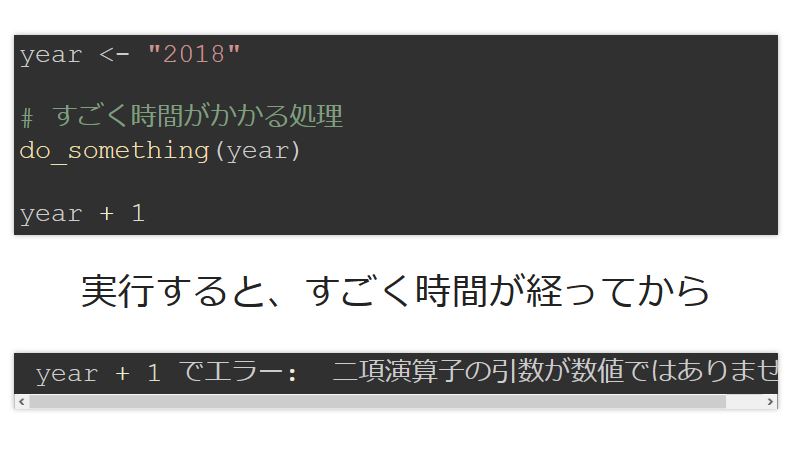 year <- "2018"
# すごく時間がかかる処理
do_something(year)
year + 1
実行すると、すごく時間が経ってから
year + 1 でエラー: 二項演算子の引数が数値ではありませ